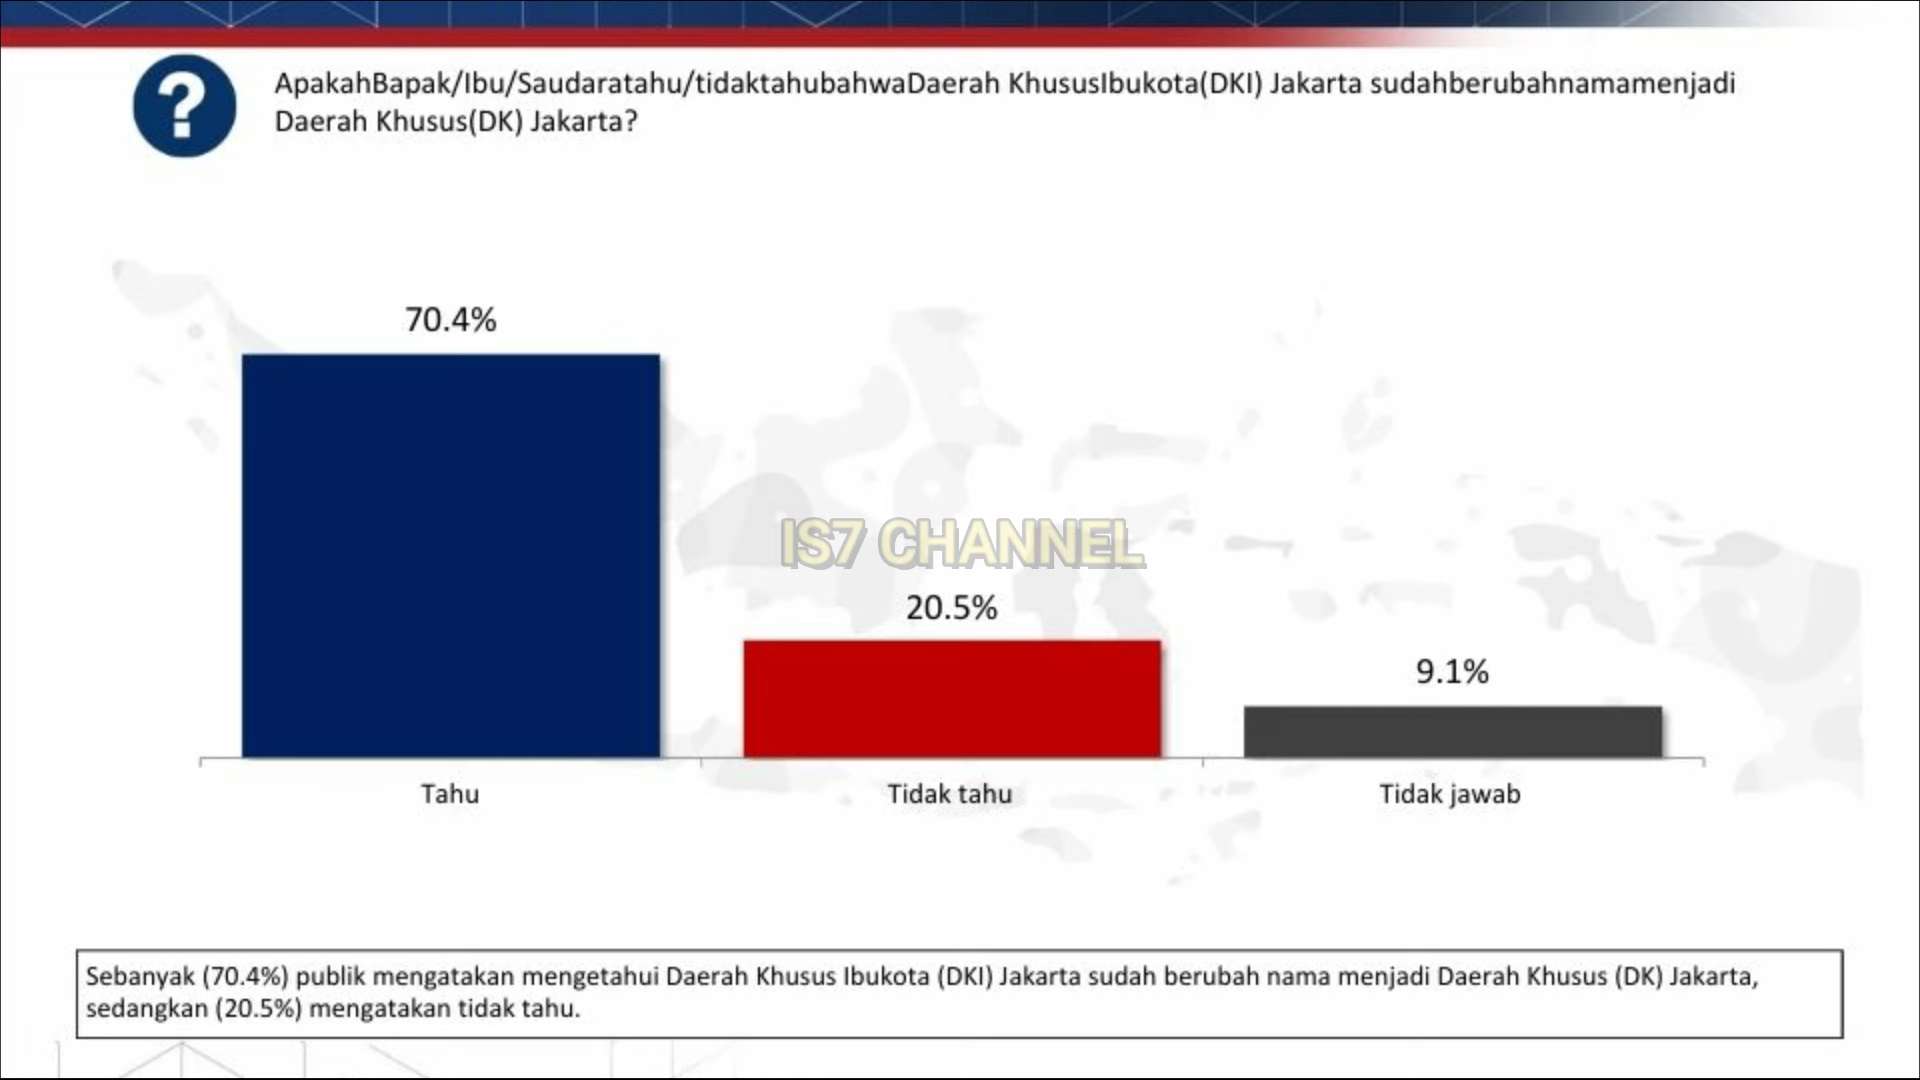 ?
ApakahBapak/Ibu/Saudaratahu/tidaktahubahwaDaerah KhususIbukota(DKI) Jakarta sudahberubahnamamenjadi
Daerah Khusus(DK) Jakarta?
70.4%
IS7 CHANNEL
20.5%
9.1%
Tahu
Tidak tahu
Tidak jawab
Sebanyak (70.4%) publik mengatakan mengetahui Daerah Khusus Ibukota (DKI) Jakarta sudah berubah nama menjadi Daerah Khusus (DK) Jakarta,
sedangkan (20.5%) mengatakan tidak tahu.